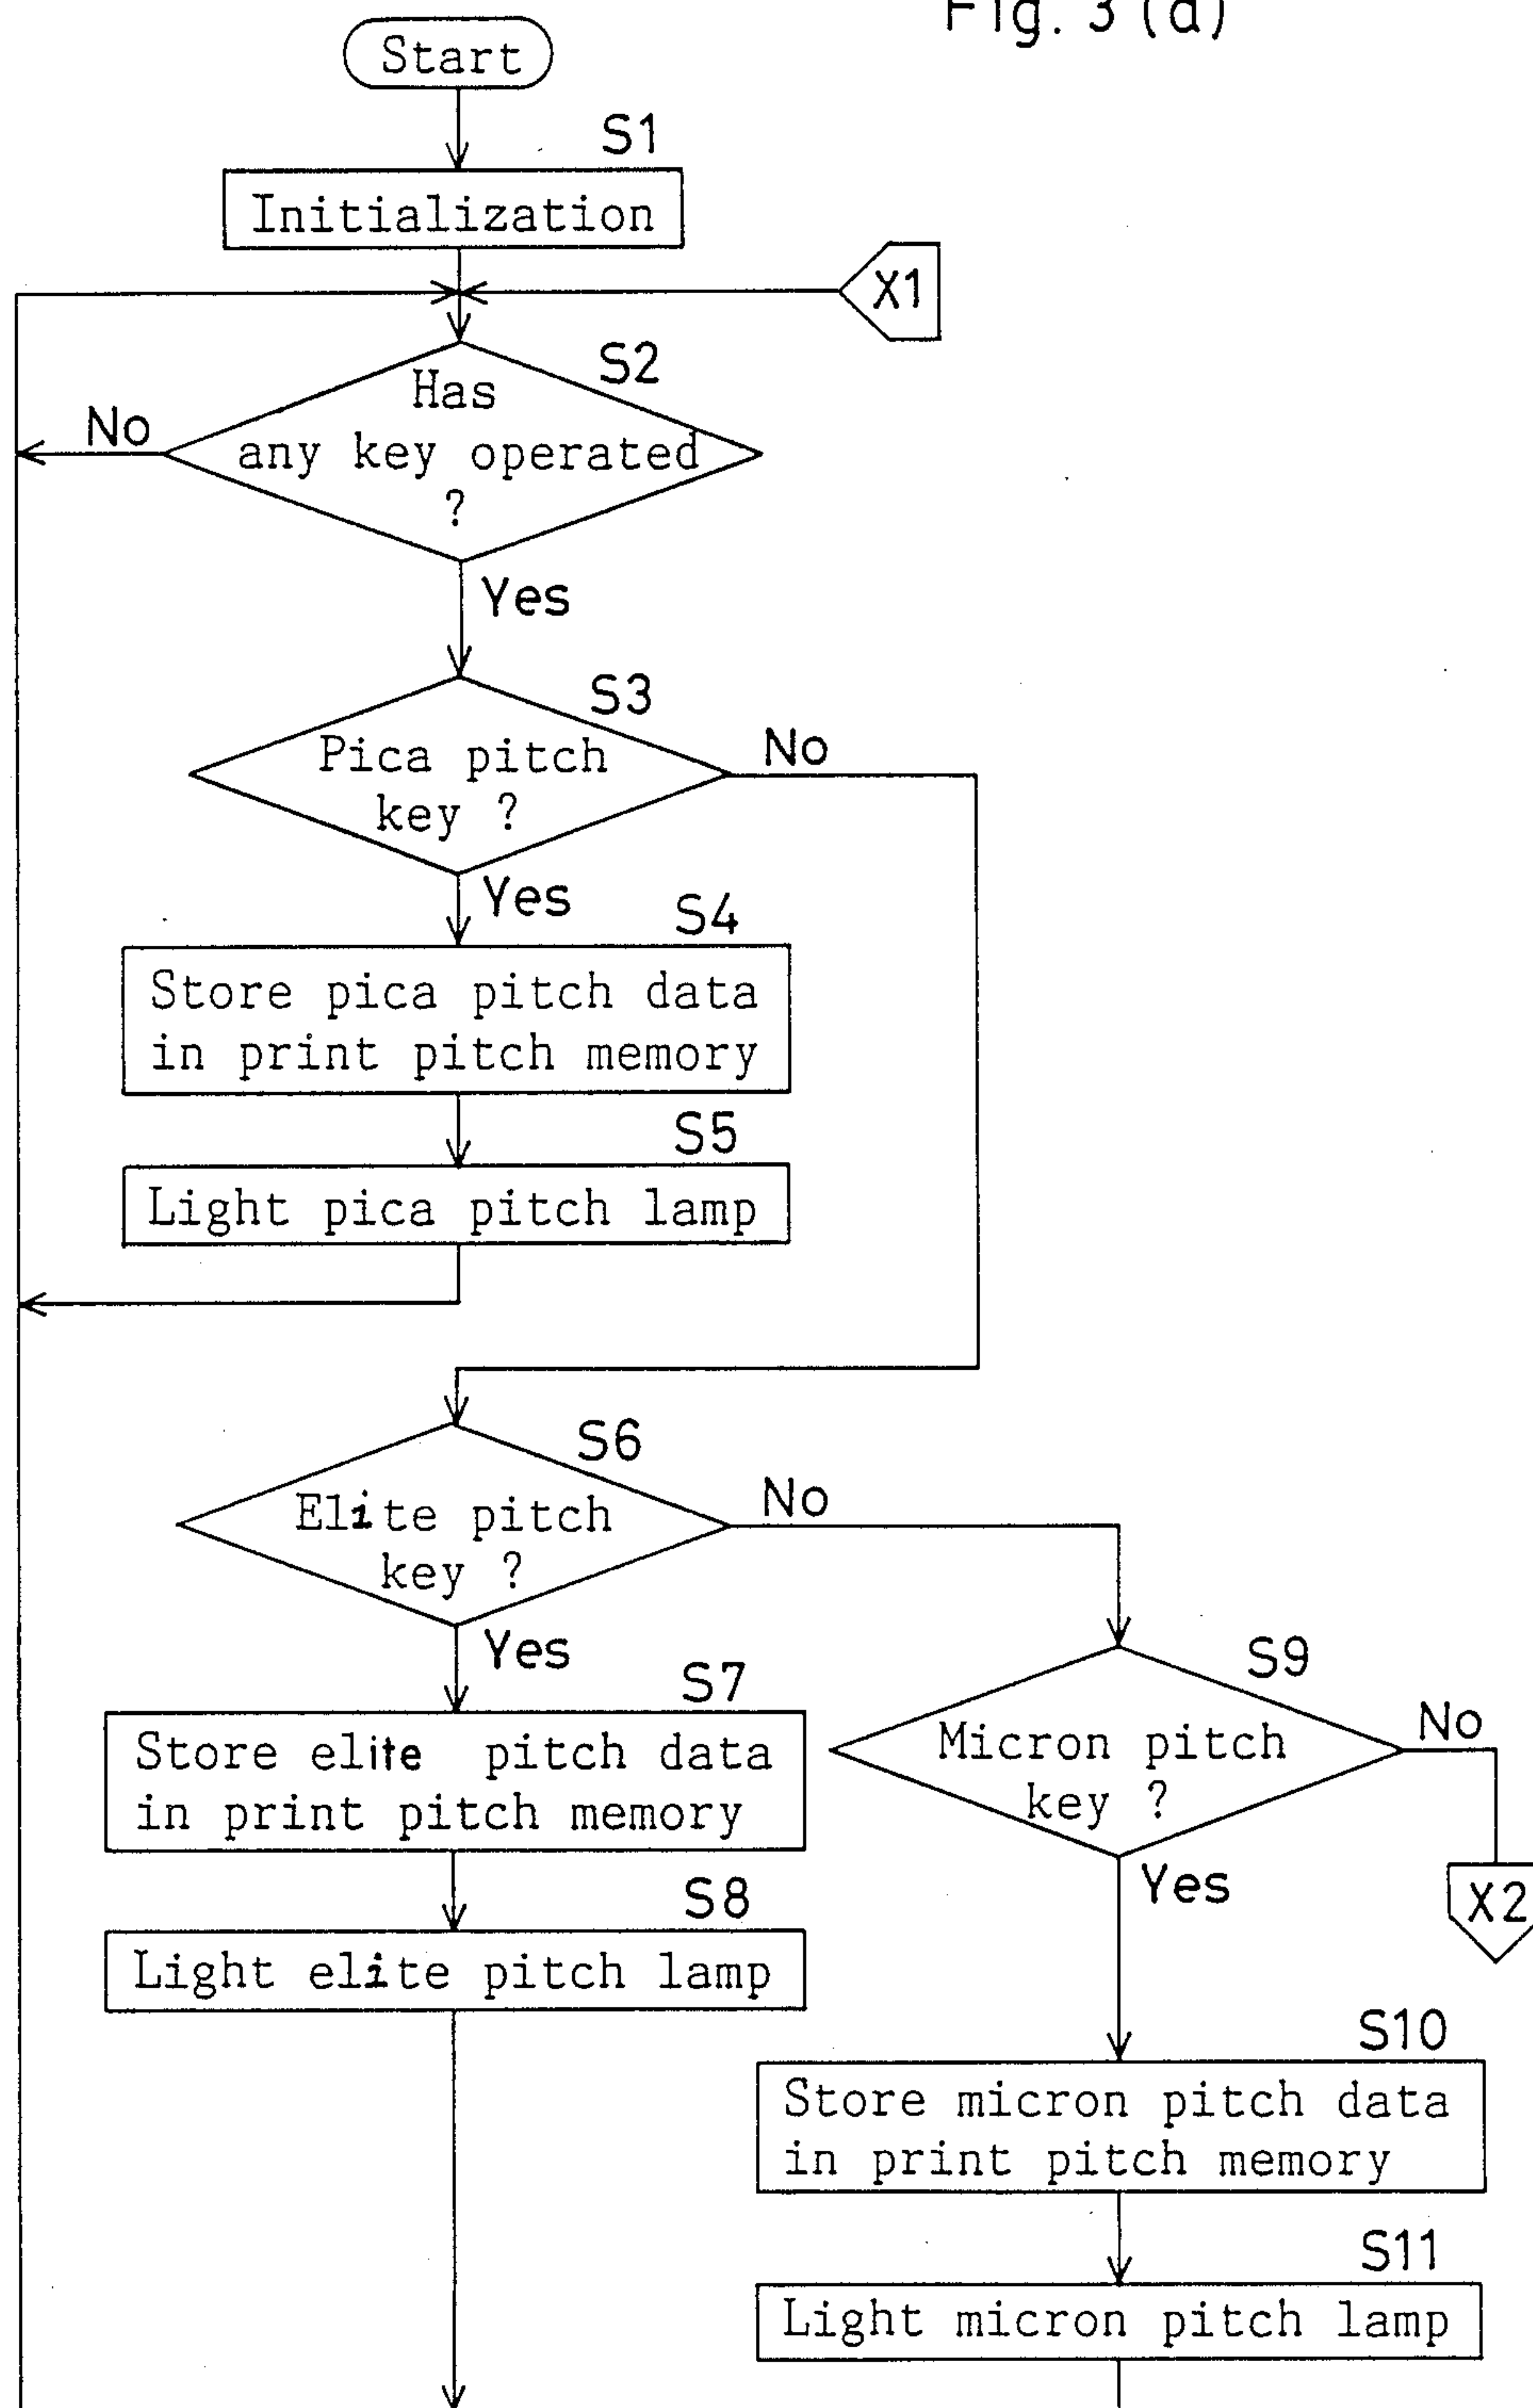 Fig. 3 (a)
Start
S1
Initialization
X1
S2
Has
any key operated
?
No
Yes
S3
Pica pitch
key ?
No
Yes
S4
Store pica pitch data
in print pitch memory
S5
Light pica pitch lamp
S6
Elite pitch
key ?
No
Yes
S7
Store elite pitch data
in print pitch memory
S8
Light elite pitch lamp
S9
Micron pitch
key ?
No
X2
Yes
S10
Store micron pitch data
in print pitch memory
S11
Light micron pitch lamp